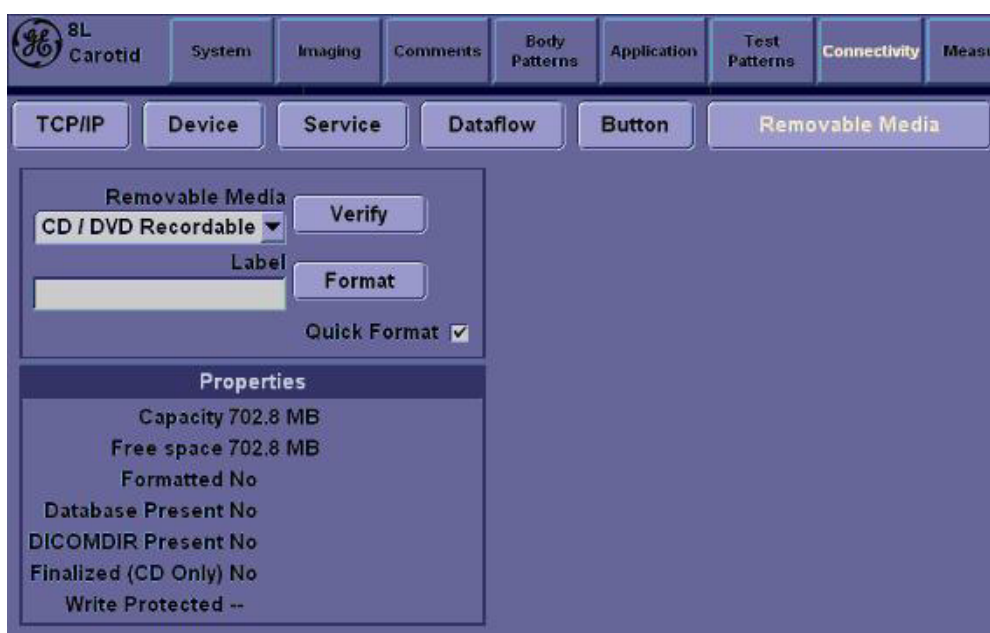 8L
Carotid
System
Imaging
Comments
Body
Patterns
Application
Test
Patterns
Connectivity
Meas
TCP/IP
Device
Service
Dataflow
Button
Removable Media
Removable Media
CD / DVD Recordable
Verify
Label
Format
Quick Format
Properties
Capacity 702.8 MB
Free space 702.8 MB
Formatted No
Database Present No
DICOMDIR Present No
Finalized (CD Only) No
Write Protected --